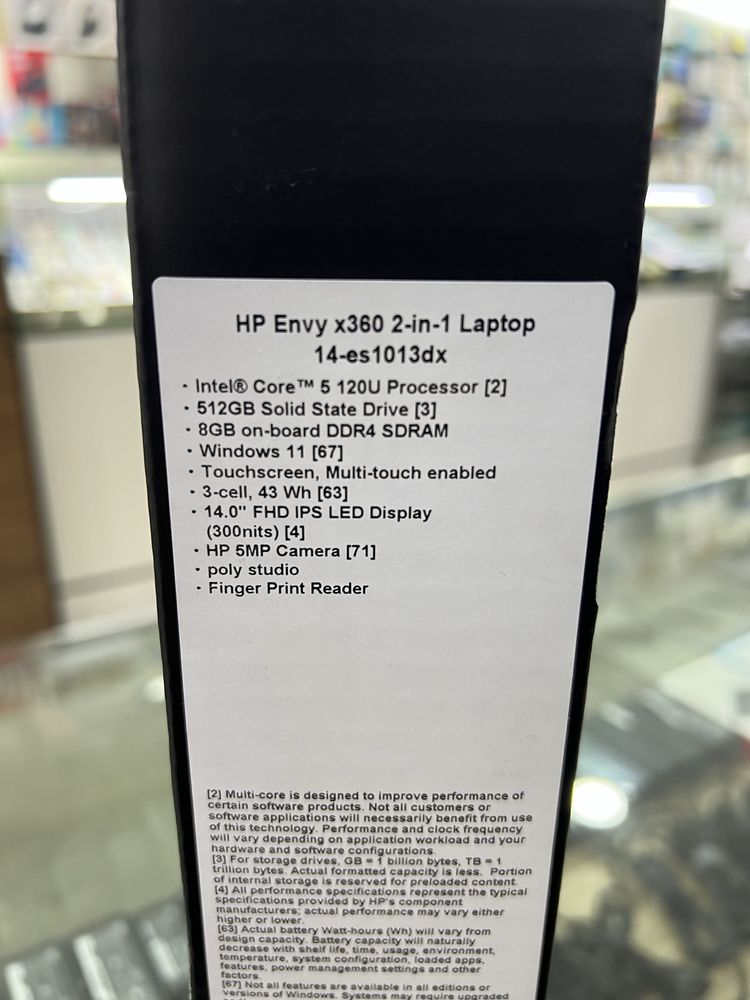 HP Envy x360 2-in-1 Laptop
14-es1013dx
• Intel® Core™ 5 120U Processor [2]
• 512GB Solid State Drive [3]
• 8GB on-board DDR4 SDRAM
• Windows 11 [67]
• Touchscreen, Multi-touch enabled
• 3-cell, 43 Wh [63]
• 14.0" FHD IPS LED Display
(300nits) [4]
• HP 5MP Camera [71]
• poly studio
• Finger Print Reader
[2] Multi-core is designed to improve performance of
certain software products. Not all customers or
software applications will necessarily benefit from use
of this technology. Performance and clock frequency
will vary depending on application workload and your
hardware and software configurations.
[3] For storage drives, GB = 1 billion bytes, TB = 1
trillion bytes. Actual formatted capacity is less. Portion
of internal storage is reserved for preloaded content.
[4] All performance specifications represent the typical
specifications provided by HP's component
manufacturers; actual performance may vary either
higher or lower.
[63] Actual battery Watt-hours (Wh) will vary from
design capacity. Battery capacity will naturally
decrease with shelf life, time, usage, environment,
temperature, system configuration, loaded apps,
features, power management settings and other
factors.
[67] Not all features are available in all editions or
versions of Windows. Systems may require upgraded